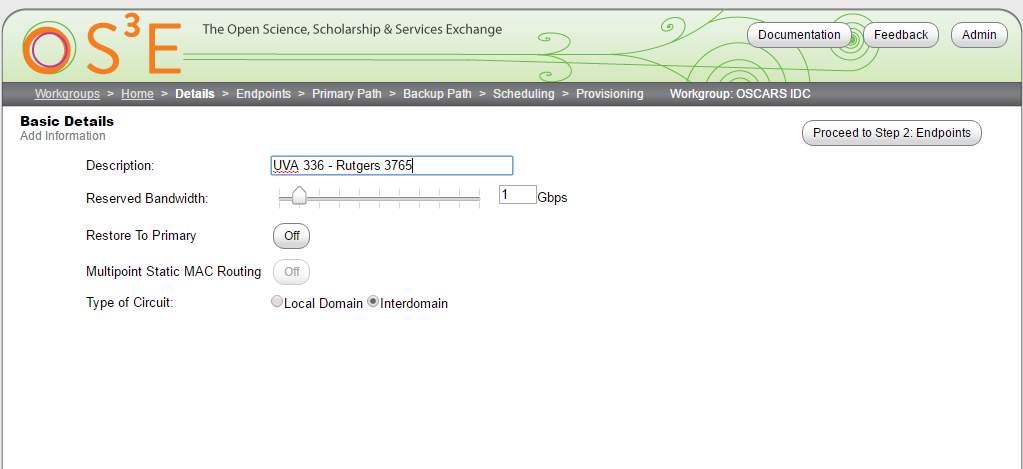 OS3E The Open Science, Scholarship & Services Exchange Documentation Feedback Admin
Workgroups > Home > Details > Endpoints > Primary Path > Backup Path > Scheduling > Provisioning Workgroup: OSCARS IDC
Basic Details
Add Information
Proceed to Step 2: Endpoints
Description: UVA 336 - Rutgers 3765
Reserved Bandwidth: 1 Gbps
Restore To Primary Off
Multipoint Static MAC Routing Off
Type of Circuit: Local Domain Interdomain